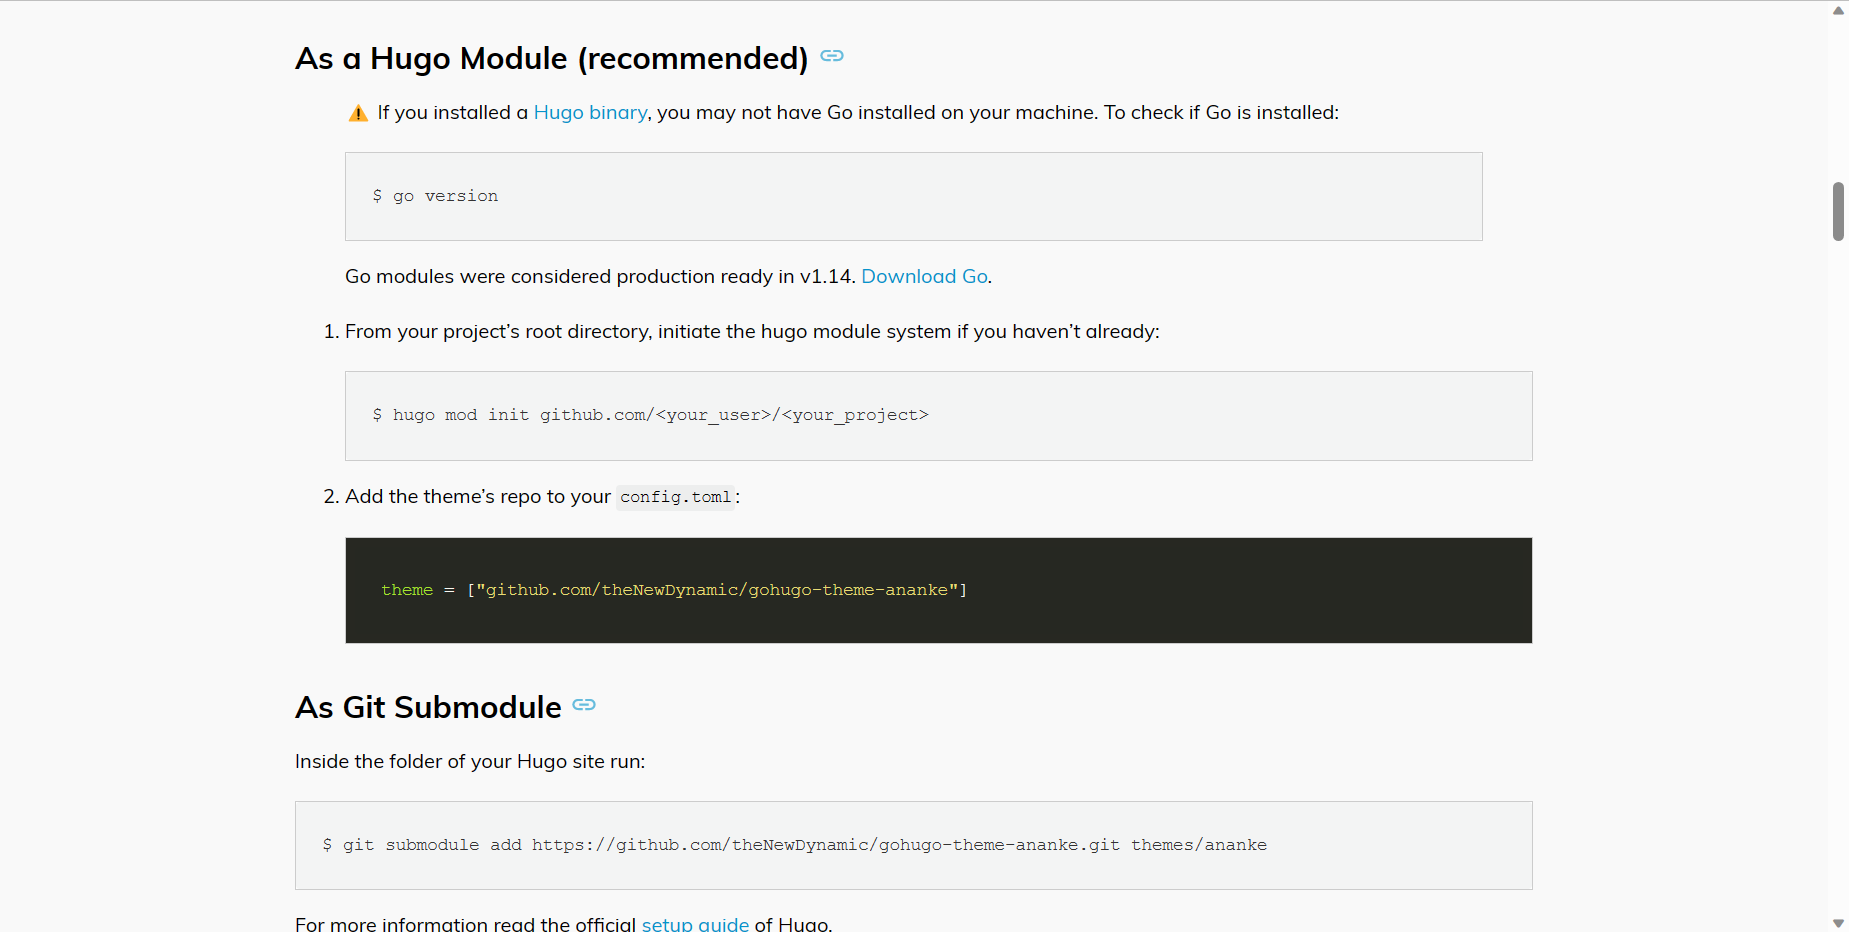 As a Hugo Module (recommended)
⚠ If you installed a Hugo binary, you may not have Go installed on your machine. To check if Go is installed:
$ go version
Go modules were considered production ready in v1.14. Download Go.
1. From your project’s root directory, initiate the hugo module system if you haven’t already:
$ hugo mod init github.com/<your_user>/<your_project>
2. Add the theme’s repo to your config.toml:
theme = ["github.com/theNewDynamic/gohugo-theme-ananke"]
As Git Submodule
Inside the folder of your Hugo site run:
$ git submodule add https://github.com/theNewDynamic/gohugo-theme-ananke.git themes/ananke
For more information read the official setup guide of Hugo.